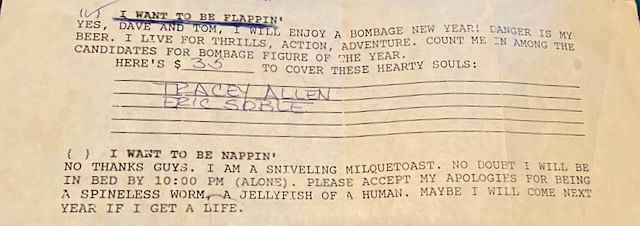 (✓) I WANT TO BE FLAPPIN'
YES, DAVE AND TOM, I WILL ENJOY A BOMBAGE NEW YEAR! DANGER IS MY
BEER. I LIVE FOR THRILLS, ACTION, ADVENTURE. COUNT ME IN AMONG THE
CANDIDATES FOR BOMBAGE FIGURE OF THE YEAR.
HERE'S $ 35 TO COVER THESE HEARTY SOULS:
TRACEY ALLEN
ERIC SOBLE
( ) I WANT TO BE NAPPIN'
NO THANKS GUYS. I AM A SNIVELING MILQUETOAST. NO DOUBT I WILL BE
IN BED BY 10:00 PM (ALONE). PLEASE ACCEPT MY APOLOGIES FOR BEING
A SPINELESS WORM, A JELLYFISH OF A HUMAN. MAYBE I WILL COME NEXT
YEAR IF I GET A LIFE.